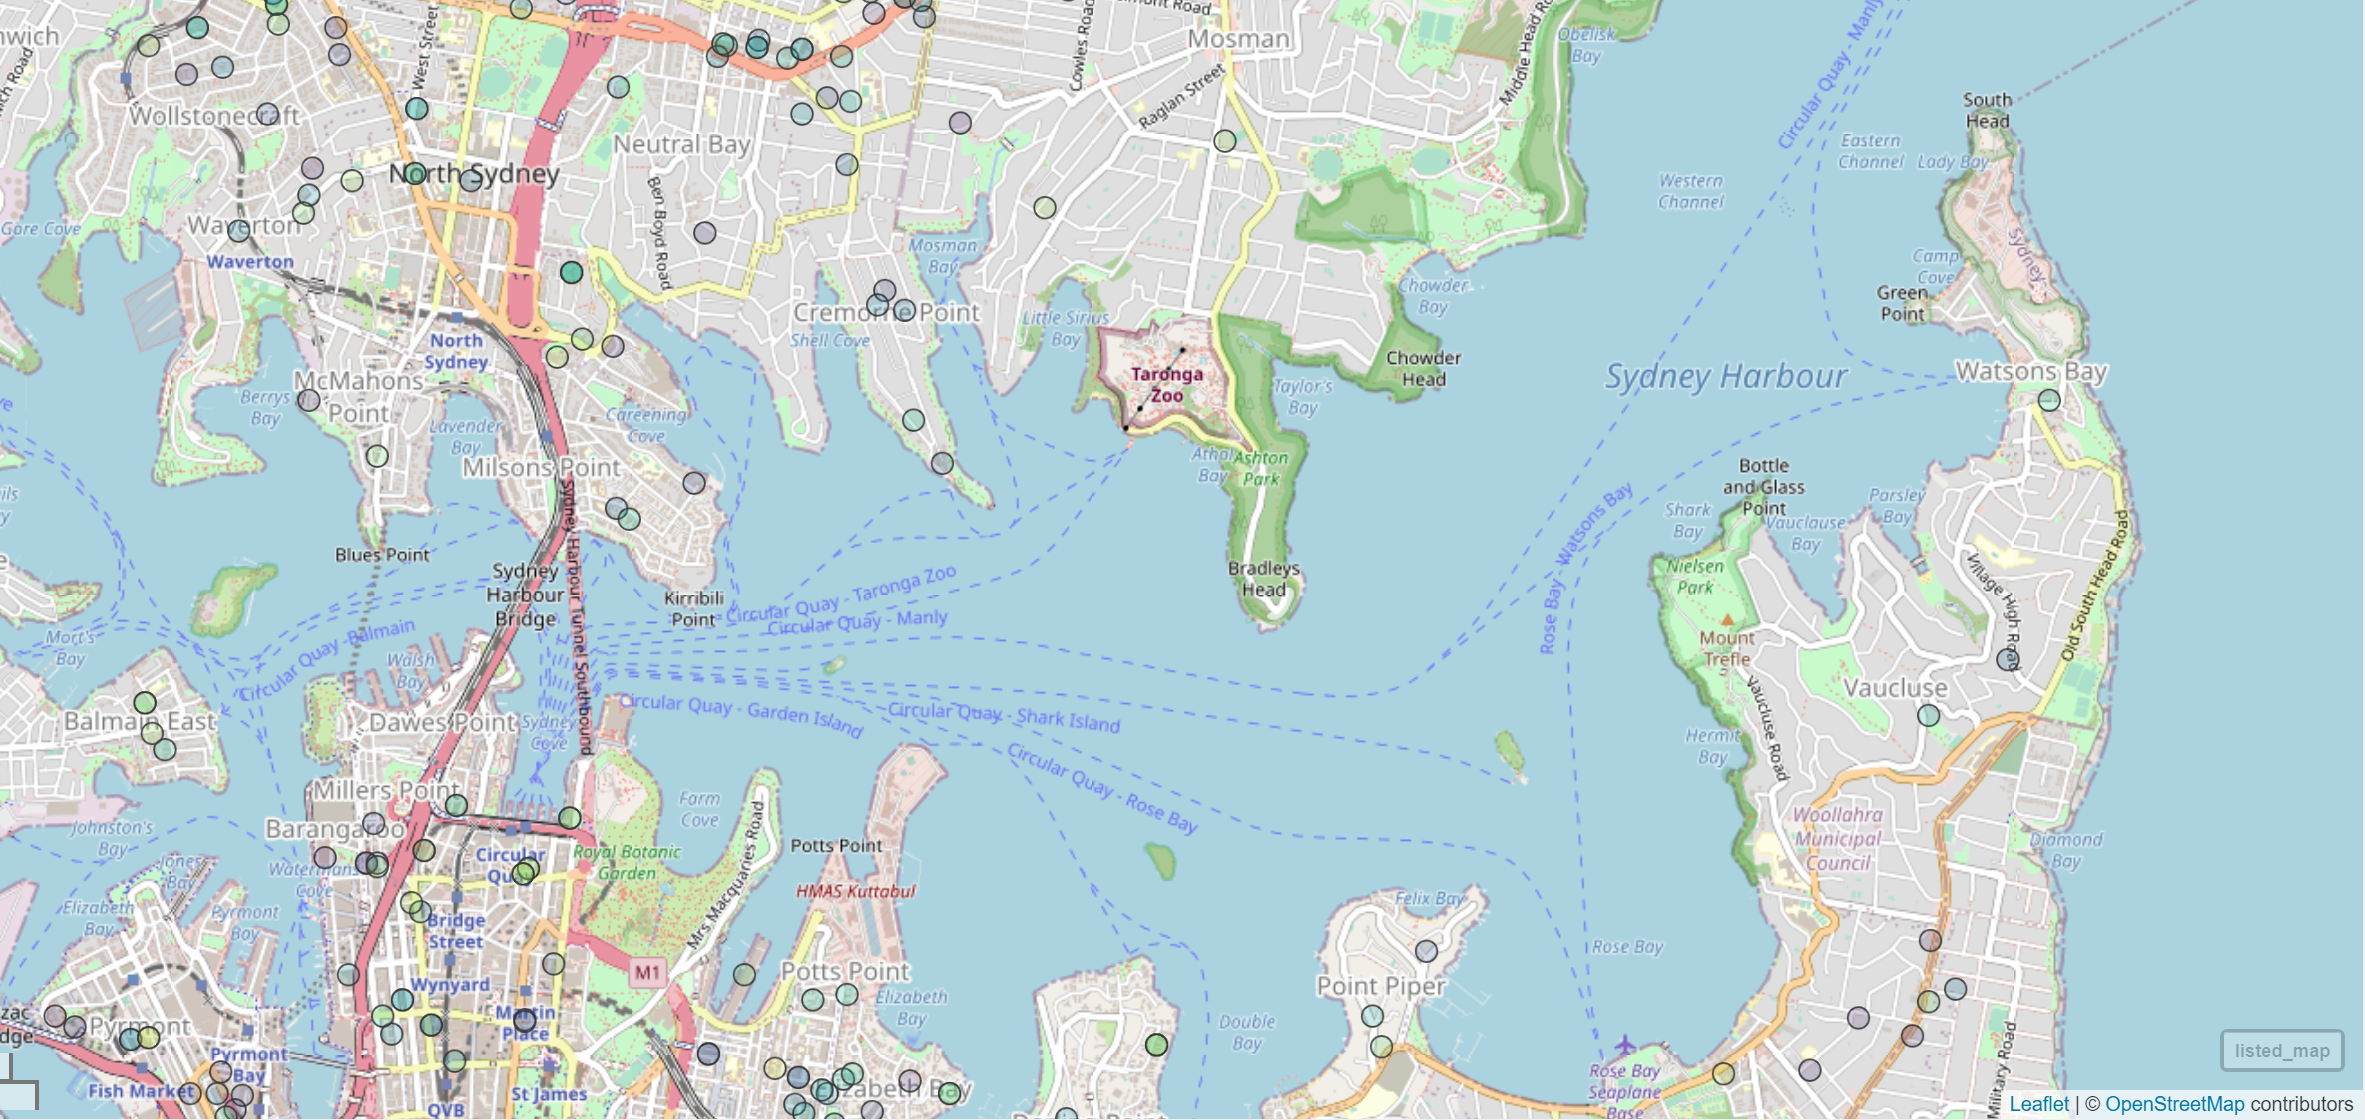 West Street
Cowles Road
Mosman
Middle Head Ro
Obelisk
Bay
Circular Quay - Manly
Raglan Street
South
Head
Wollstonecraft
Neutral Bay
Eastern
Channel
Lady Bay
North Sydney
Ben Boyd Road
Western
Channel
Gore Cove
Waverton
Waverton
Mosman
Bay
Sydney
Camp
Cove
Green
Point
Chowder
Bay
Cremorne Point
Shell Cove
Little Sirius
Bay
North
Sydney
Chowder
Head
Sydney Harbour
Watsons Bay
Taronga
Zoo
Taylor's
Bay
McMahons
Point
Berrys
Bay
Careening
Cove
Lavender
Bay
Milsons Point
Athol
Bay
Ashton
Park
Bottle
and Glass
Point
Parsley
Bay
Shark
Bay
Vaucluse
Bay
Rose Bay - Watsons Bay
Old South Head Road
Village High Road
Blues Point
Sydney
Harbour
Bridge
Sydney Harbour Tunnel Southbound
Kirribili
Point
Circular Quay - Taronga Zoo
Circular Quay - Manly
Bradleys
Head
Nielsen
Park
Mount
Trefle
Mort's
Bay
Circular Quay - Balmain
Walsh
Bay
Vaucluse
Vaucluse Road
Balmain East
Dawes Point
Sydney
Cove
Circular Quay - Garden Island
Circular Quay - Shark Island
Circular Quay - Rose Bay
Hermit
Bay
Millers Point
Farm
Cove
Mrs Macquaries Road
Woollahra
Municipal
Council
Barangaroo
Johnston's
Bay
Jones
Bay
Watermans
Cove
Circular
Qu
Royal Botanic
Garden
Potts Point
HMAS Kuttabul
Diamond
Bay
Elizabeth
Bay
Pyrmont
Bay
Felix Bay
Bridge
Street
Rose Bay
M1
Potts Point
Point Piper
Wynyard
Elizabeth
Bay
Pyrmont
Martin
Place
Double
Bay
Military Road
Pyrmont
Bay
Fish Market
St James
QVB
Rose Bay
Seaplane
Base
listed_map
Leaflet | © OpenStreetMap contributors